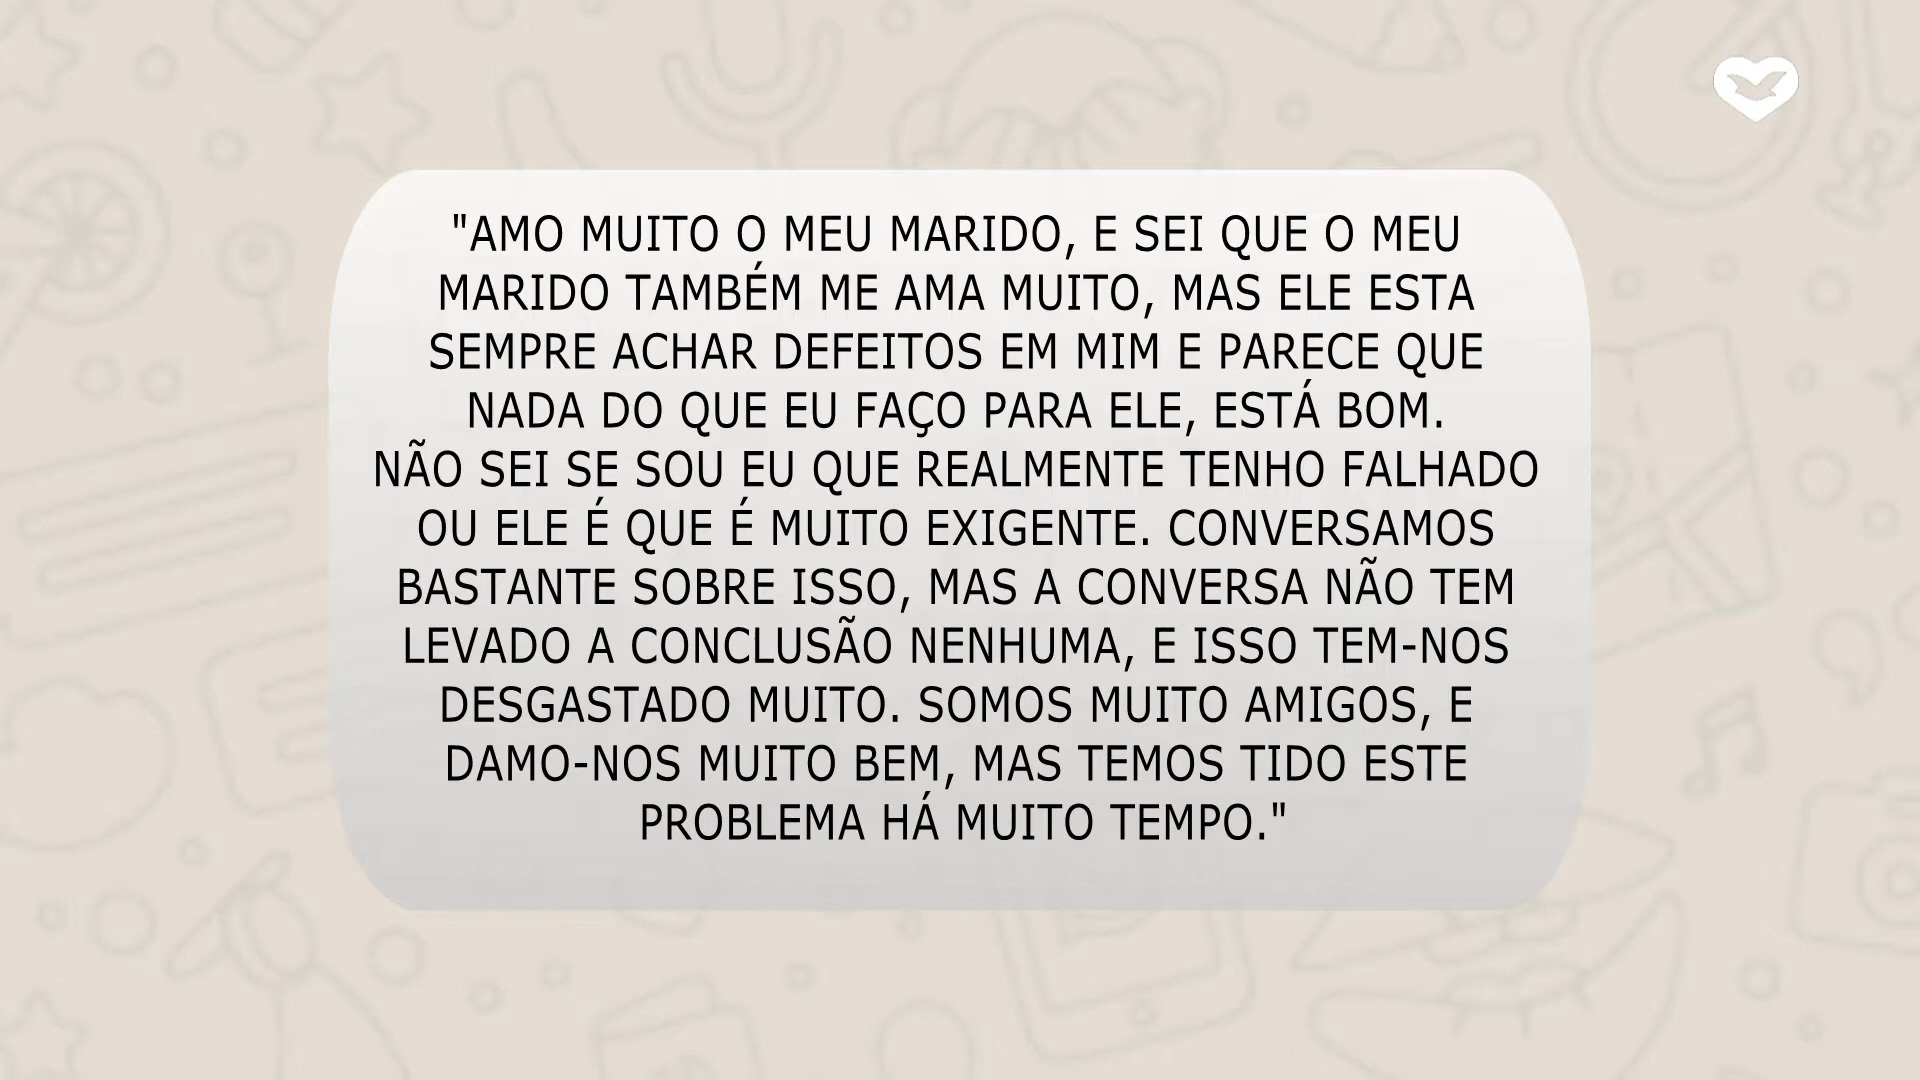 "AMO MUITO O MEU MARIDO, E SEI QUE O MEU
MARIDO TAMBÉM ME AMA MUITO, MAS ELE ESTA
SEMPRE ACHAR DEFEITOS EM MIM E PARECE QUE
NADA DO QUE EU FAÇO PARA ELE, ESTÁ BOM.
NÃO SEI SE SOU EU QUE REALMENTE TENHO FALHADO
OU ELE É QUE É MUITO EXIGENTE. CONVERSAMOS
BASTANTE SOBRE ISSO, MAS A CONVERSA NÃO TEM
LEVADO A CONCLUSÃO NENHUMA, E ISSO TEM-NOS
DESGASTADO MUITO. SOMOS MUITO AMIGOS, E
DAMO-NOS MUITO BEM, MAS TEMOS TIDO ESTE
PROBLEMA HÁ MUITO TEMPO."